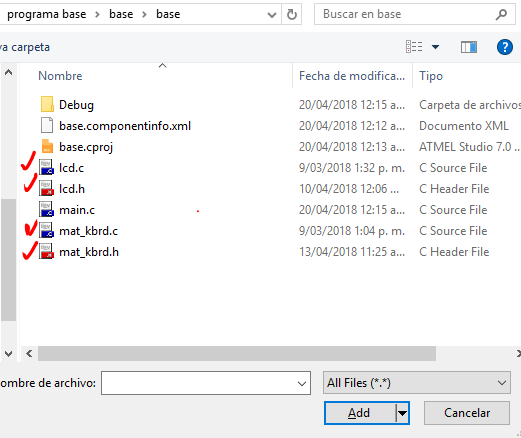 programa base > base > base
Buscar en base
va carpeta
Nombre
Fecha de modifica...
Tipo
Debug
20/04/2018 12:15 a...
Carpeta de archivos
base.componentinfo.xml
20/04/2018 12:12 a...
Documento XML
base.cproj
20/04/2018 12:13 a...
ATMEL Studio 7.0 ...
lcd.c
9/03/2018 1:32 p. m.
C Source File
lcd.h
10/04/2018 12:06 ...
C Header File
main.c
20/04/2018 12:15 a...
C Source File
mat_kbrd.c
9/03/2018 1:04 p. m.
C Source File
mat_kbrd.h
13/04/2018 11:25 a...
C Header File
ombre de archivo:
All Files (*.*)
Add
Cancelar